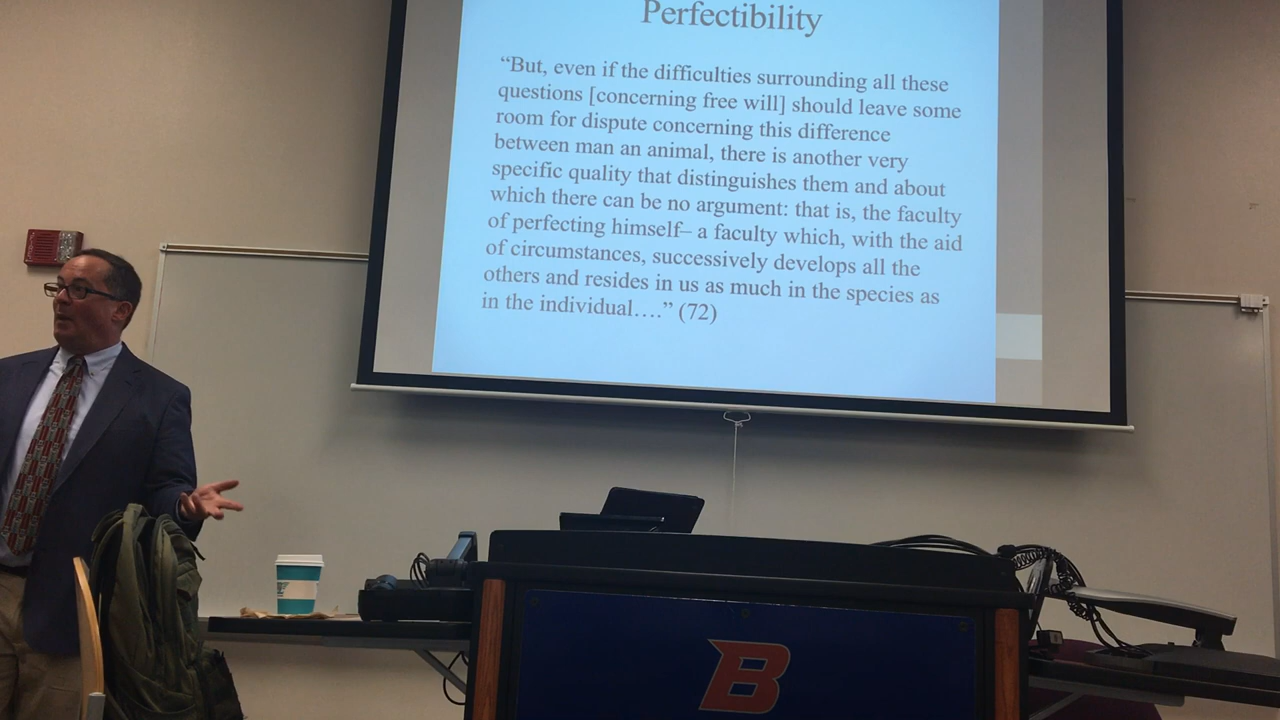 Perfectibility
“But, even if the difficulties surrounding all these
questions [concerning free will] should leave some
room for dispute concerning this difference
between man an animal, there is another very
specific quality that distinguishes them and about
which there can be no argument: that is, the faculty
of perfecting himself– a faculty which, with the aid
of circumstances, successively develops all the
others and resides in us as much in the species as
in the individual….” (72)
B